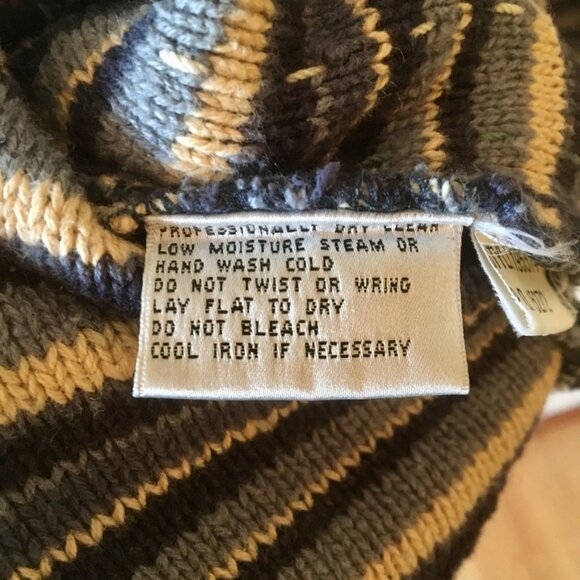 PROFESSIONALLY DRY CLEAN
LOW MOISTURE STEAM OR
HAND WASH COLD
DO NOT TWIST OR WRING
LAY FLAT TO DRY
DO NOT BLEACH
COOL IRON IF NECESSARY